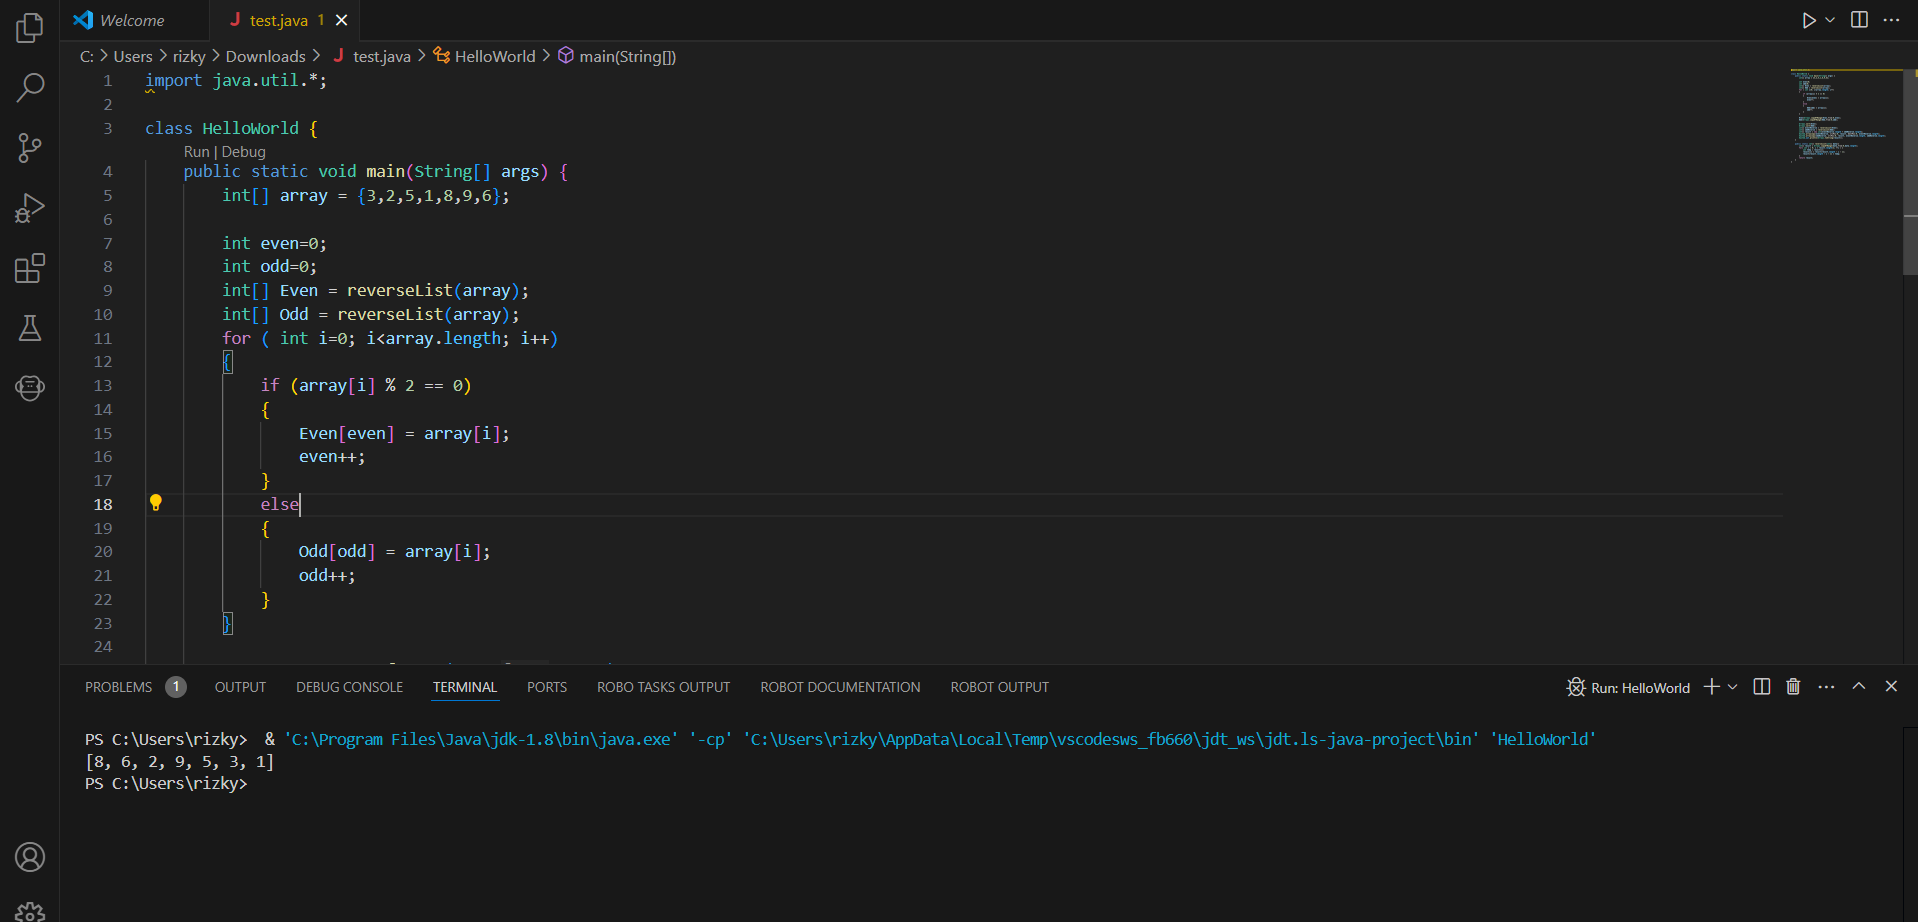 Welcome
test.java 1
C: > Users > rizky > Downloads > J test.java > HelloWorld > main(String[])
1 import java.util.*;
2
3 class HelloWorld {
Run | Debug
4 public static void main(String[] args) {
5 int[] array = {3,2,5,1,8,9,6};
6
7 int even=0;
8 int odd=0;
9 int[] Even = reverseList(array);
10 int[] Odd = reverseList(array);
11 for ( int i=0; i<array.length; i++)
12 {
13 if (array[i] % 2 == 0)
14 {
15 Even[even] = array[i];
16 even++;
17 }
18 else
19 {
20 Odd[odd] = array[i];
21 odd++;
22 }
23 }
24
PROBLEMS 1 OUTPUT DEBUG CONSOLE TERMINAL PORTS ROBO TASKS OUTPUT ROBOT DOCUMENTATION ROBOT OUTPUT Run: HelloWorld
PS C:\Users\rizky>  & 'C:\Program Files\Java\jdk-1.8\bin\java.exe' '-cp' 'C:\Users\rizky\AppData\Local\Temp\vscodesws_fb660\jdt_ws\jdt.ls-java-project\bin' 'HelloWorld'
[8, 6, 2, 9, 5, 3, 1]
PS C:\Users\rizky>